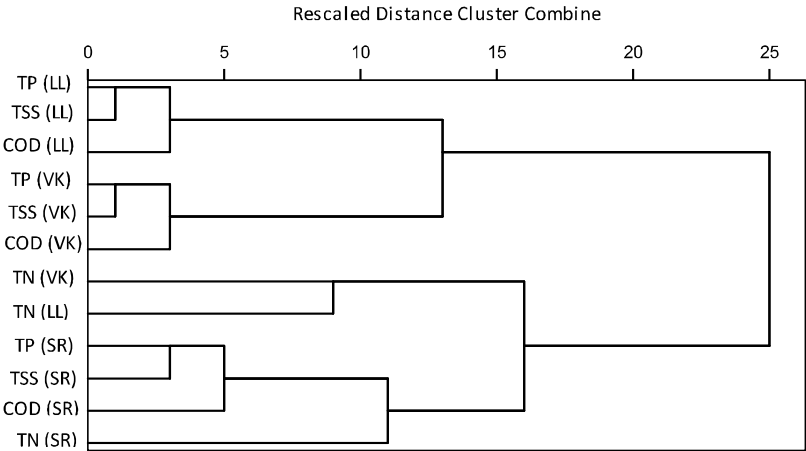 Rescaled Distance Cluster Combine
0 5 10 15 20 25
TP (LL)
TSS (LL)
COD (LL)
TP (VK)
TSS (VK)
COD (VK)
TN (VK)
TN (LL)
TP (SR)
TSS (SR)
COD (SR)
TN (SR)